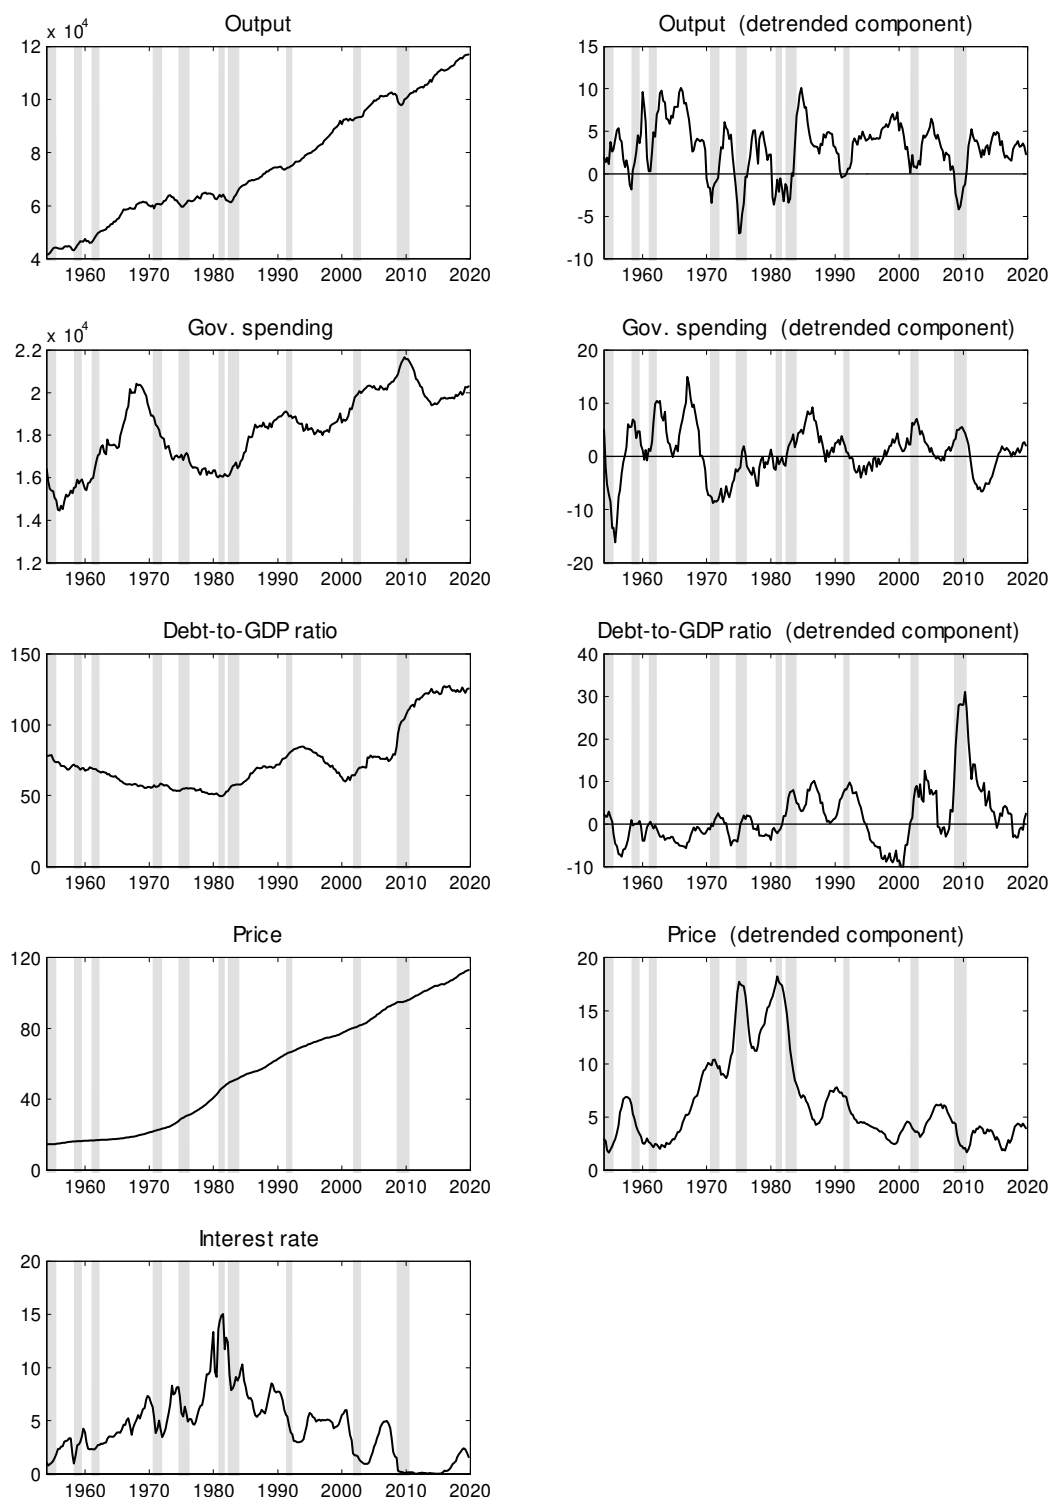 Output
x 10^4
12
10
8
6
4
1960 1970 1980 1990 2000 2010 2020
Output (detrended component)
15
10
5
0
-5
-10
1960 1970 1980 1990 2000 2010 2020
Gov. spending
x 10^4
2.2
2
1.8
1.6
1.4
1.2
1960 1970 1980 1990 2000 2010 2020
Gov. spending (detrended component)
20
10
0
-10
-20
1960 1970 1980 1990 2000 2010 2020
Debt-to-GDP ratio
150
100
50
0
1960 1970 1980 1990 2000 2010 2020
Debt-to-GDP ratio (detrended component)
40
30
20
10
0
-10
1960 1970 1980 1990 2000 2010 2020
Price
120
80
40
0
1960 1970 1980 1990 2000 2010 2020
Price (detrended component)
20
15
10
5
0
1960 1970 1980 1990 2000 2010 2020
Interest rate
20
15
10
5
0
1960 1970 1980 1990 2000 2010 2020